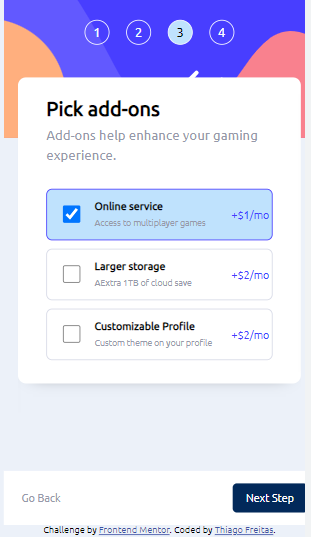 1 2 3 4
Pick add-ons
Add-ons help enhance your gaming
experience.
Online service
Access to multiplayer games
+$1/mo
Larger storage
AExtra 1TB of cloud save
+$2/mo
Customizable Profile
Custom theme on your profile
+$2/mo
Go Back
Next Step
Challenge by Frontend Mentor. Coded by Thiago Freitas.